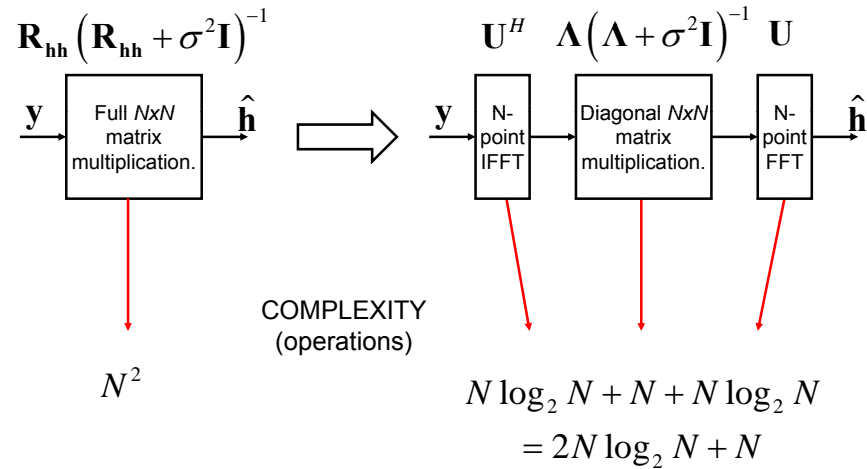 R_hh (R_hh + σ²I)⁻¹
y
Full NxN
matrix
multiplication.
ĥ
U^H
Λ(Λ + σ²I)⁻¹
U
y
N-
point
IFFT
Diagonal NxN
matrix
multiplication.
N-
point
FFT
ĥ
COMPLEXITY
(operations)
N²
N log₂ N + N + N log₂ N
= 2N log₂ N + N